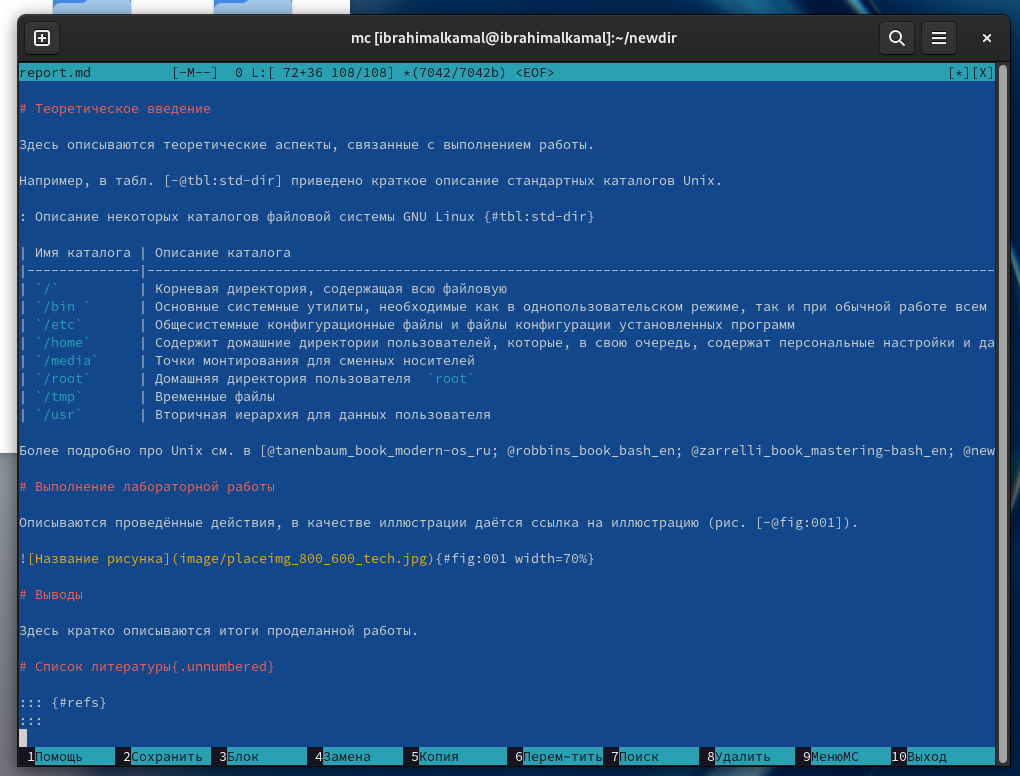 mc [ibrahimalkamal@ibrahimalkamal]:~/newdir
report.md [-M--] 0 L:[ 72+36 108/108] *(7042/7042b) <EOF> [*][X]
# Теоретическое введение
Здесь описываются теоретические аспекты, связанные с выполнением работы.
Например, в табл. [-@tbl:std-dir] приведено краткое описание стандартных каталогов Unix.
: Описание некоторых каталогов файловой системы GNU Linux {#tbl:std-dir}
| Имя каталога | Описание каталога
|--------------|----------------------------------------------------------------------------------------------------------
| `/` | Корневая директория, содержащая всю файловую
| `/bin ` | Основные системные утилиты, необходимые как в однопользовательском режиме, так и при обычной работе всем
| `/etc` | Общесистемные конфигурационные файлы и файлы конфигурации установленных программ
| `/home` | Содержит домашние директории пользователей, которые, в свою очередь, содержат персональные настройки и да
| `/media` | Точки монтирования для сменных носителей
| `/root` | Домашняя директория пользователя `root`
| `/tmp` | Временные файлы
| `/usr` | Вторичная иерархия для данных пользователя
Более подробно про Unix см. в [@tanenbaum_book_modern-os_ru; @robbins_book_bash_en; @zarrelli_book_mastering-bash_en; @new
# Выполнение лабораторной работы
Описываются проведённые действия, в качестве иллюстрации даётся ссылка на иллюстрацию (рис. [-@fig:001]).
![Название рисунка](image/placeimg_800_600_tech.jpg){#fig:001 width=70%}
# Выводы
Здесь кратко описываются итоги проделанной работы.
# Список литературы{.unnumbered}
::: {#refs}
:::
1Помощь 2Сохранить 3Блок 4Замена 5Копия 6Перем~тить 7Поиск 8Удалить 9МенюMC 10Выход